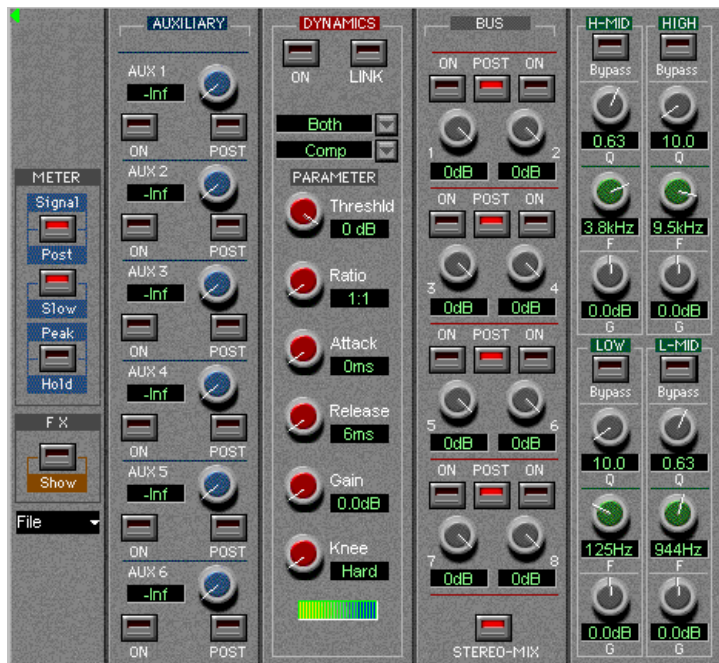 METER
Signal
Post
Slow
Peak
Hold
FX
Show
File
AUXILIARY
AUX 1
-Inf
ON POST
AUX 2
-Inf
ON POST
AUX 3
-Inf
ON POST
AUX 4
-Inf
ON POST
AUX 5
-Inf
ON POST
AUX 6
-Inf
ON POST
DYNAMICS
ON LINK
Both
Comp
PARAMETER
Threshld
0 dB
Ratio
1:1
Attack
0ms
Release
6ms
Gain
0.0dB
Knee
Hard
BUS
ON POST ON
1 2
0dB 0dB
ON POST ON
3 4
0dB 0dB
ON POST ON
5 6
0dB 0dB
ON POST ON
7 8
0dB 0dB
STEREO-MIX
H-MID
Bypass
0.63
Q
3.8kHz
F
0.0dB
G
HIGH
Bypass
10.0
Q
9.5kHz
F
0.0dB
G
LOW
Bypass
10.0
Q
125Hz
F
0.0dB
G
L-MID
Bypass
0.63
Q
944Hz
F
0.0dB
G